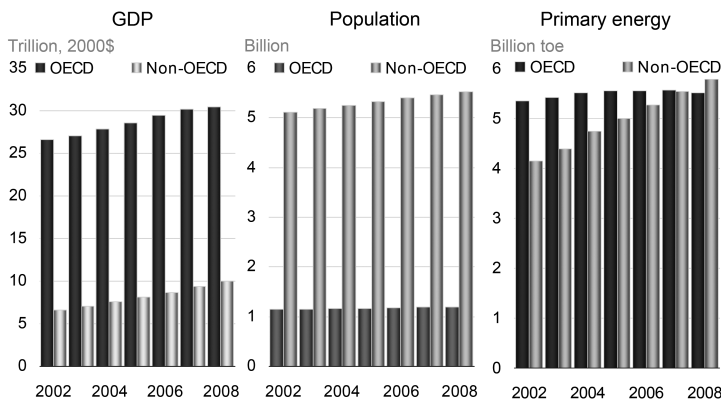 GDP
Trillion, 2000$
OECD Non-OECD
35
30
25
20
15
10
5
0
2002 2004 2006 2008
Population
Billion
OECD Non-OECD
6
5
4
3
2
1
0
2002 2004 2006 2008
Primary energy
Billion toe
OECD Non-OECD
6
5
4
3
2
1
0
2002 2004 2006 2008